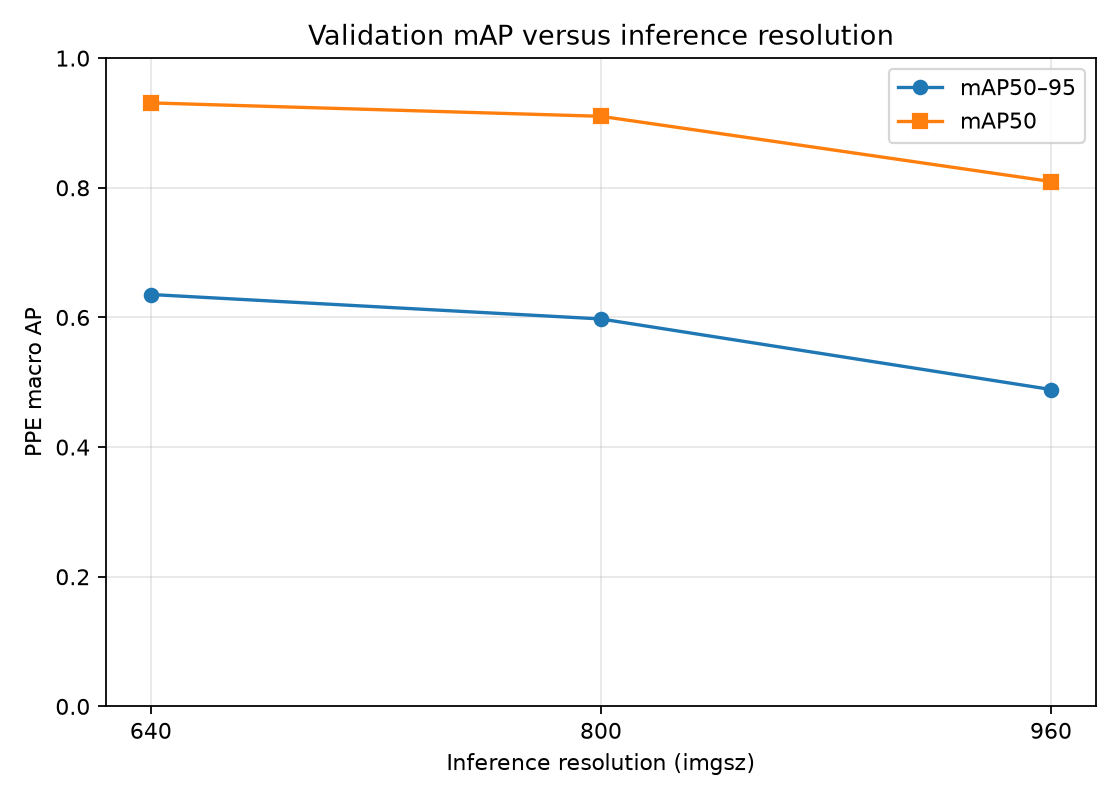 Validation mAP versus inference resolution
1.0
0.8
0.6
0.4
0.2
0.0
PPE macro AP
mAP50–95
mAP50
640 800 960
Inference resolution (imgsz)